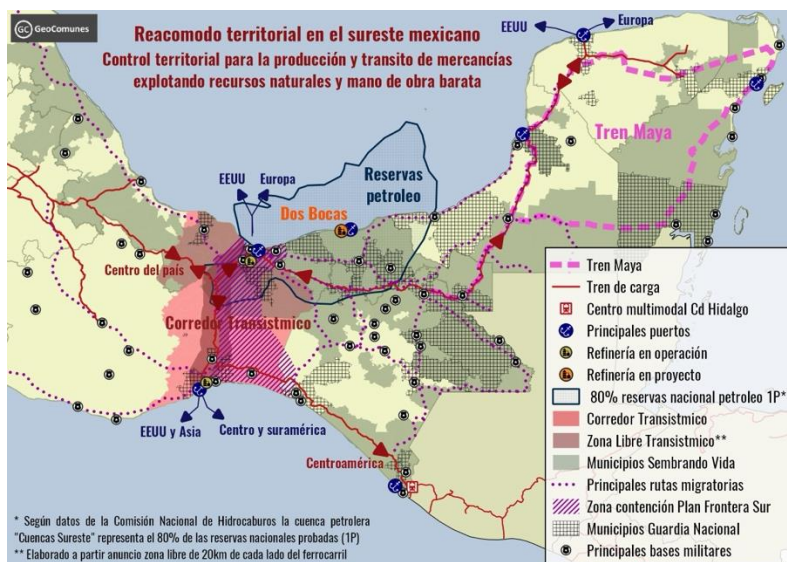 GC GeoComunes
Reacomodo territorial en el sureste mexicano
Control territorial para la producción y transito de mercancías
explotando recursos naturales y mano de obra barata
EEUU
Europa
Tren Maya
Reservas
petroleo
EEUU
Europa
Dos Bocas
Centro del país
Corredor Transístmico
EEUU y Asia
Centro y suramérica
Centroamérica
Tren Maya
Tren de carga
Centro multimodal Cd Hidalgo
Principales puertos
Refinería en operación
Refinería en proyecto
80% reservas nacional petroleo 1P*
Corredor Transístmico
Zona Libre Transístmico**
Municipios Sembrando Vida
Principales rutas migratorias
Zona contención Plan Frontera Sur
Municipios Guardia Nacional
Principales bases militares
* Según datos de la Comisión Nacional de Hidrocaburos la cuenca petrolera
"Cuencas Sureste" representa el 80% de las reservas nacionales probadas (1P)
** Elaborado a partir anuncio zona libre de 20km de cada lado del ferrocarril